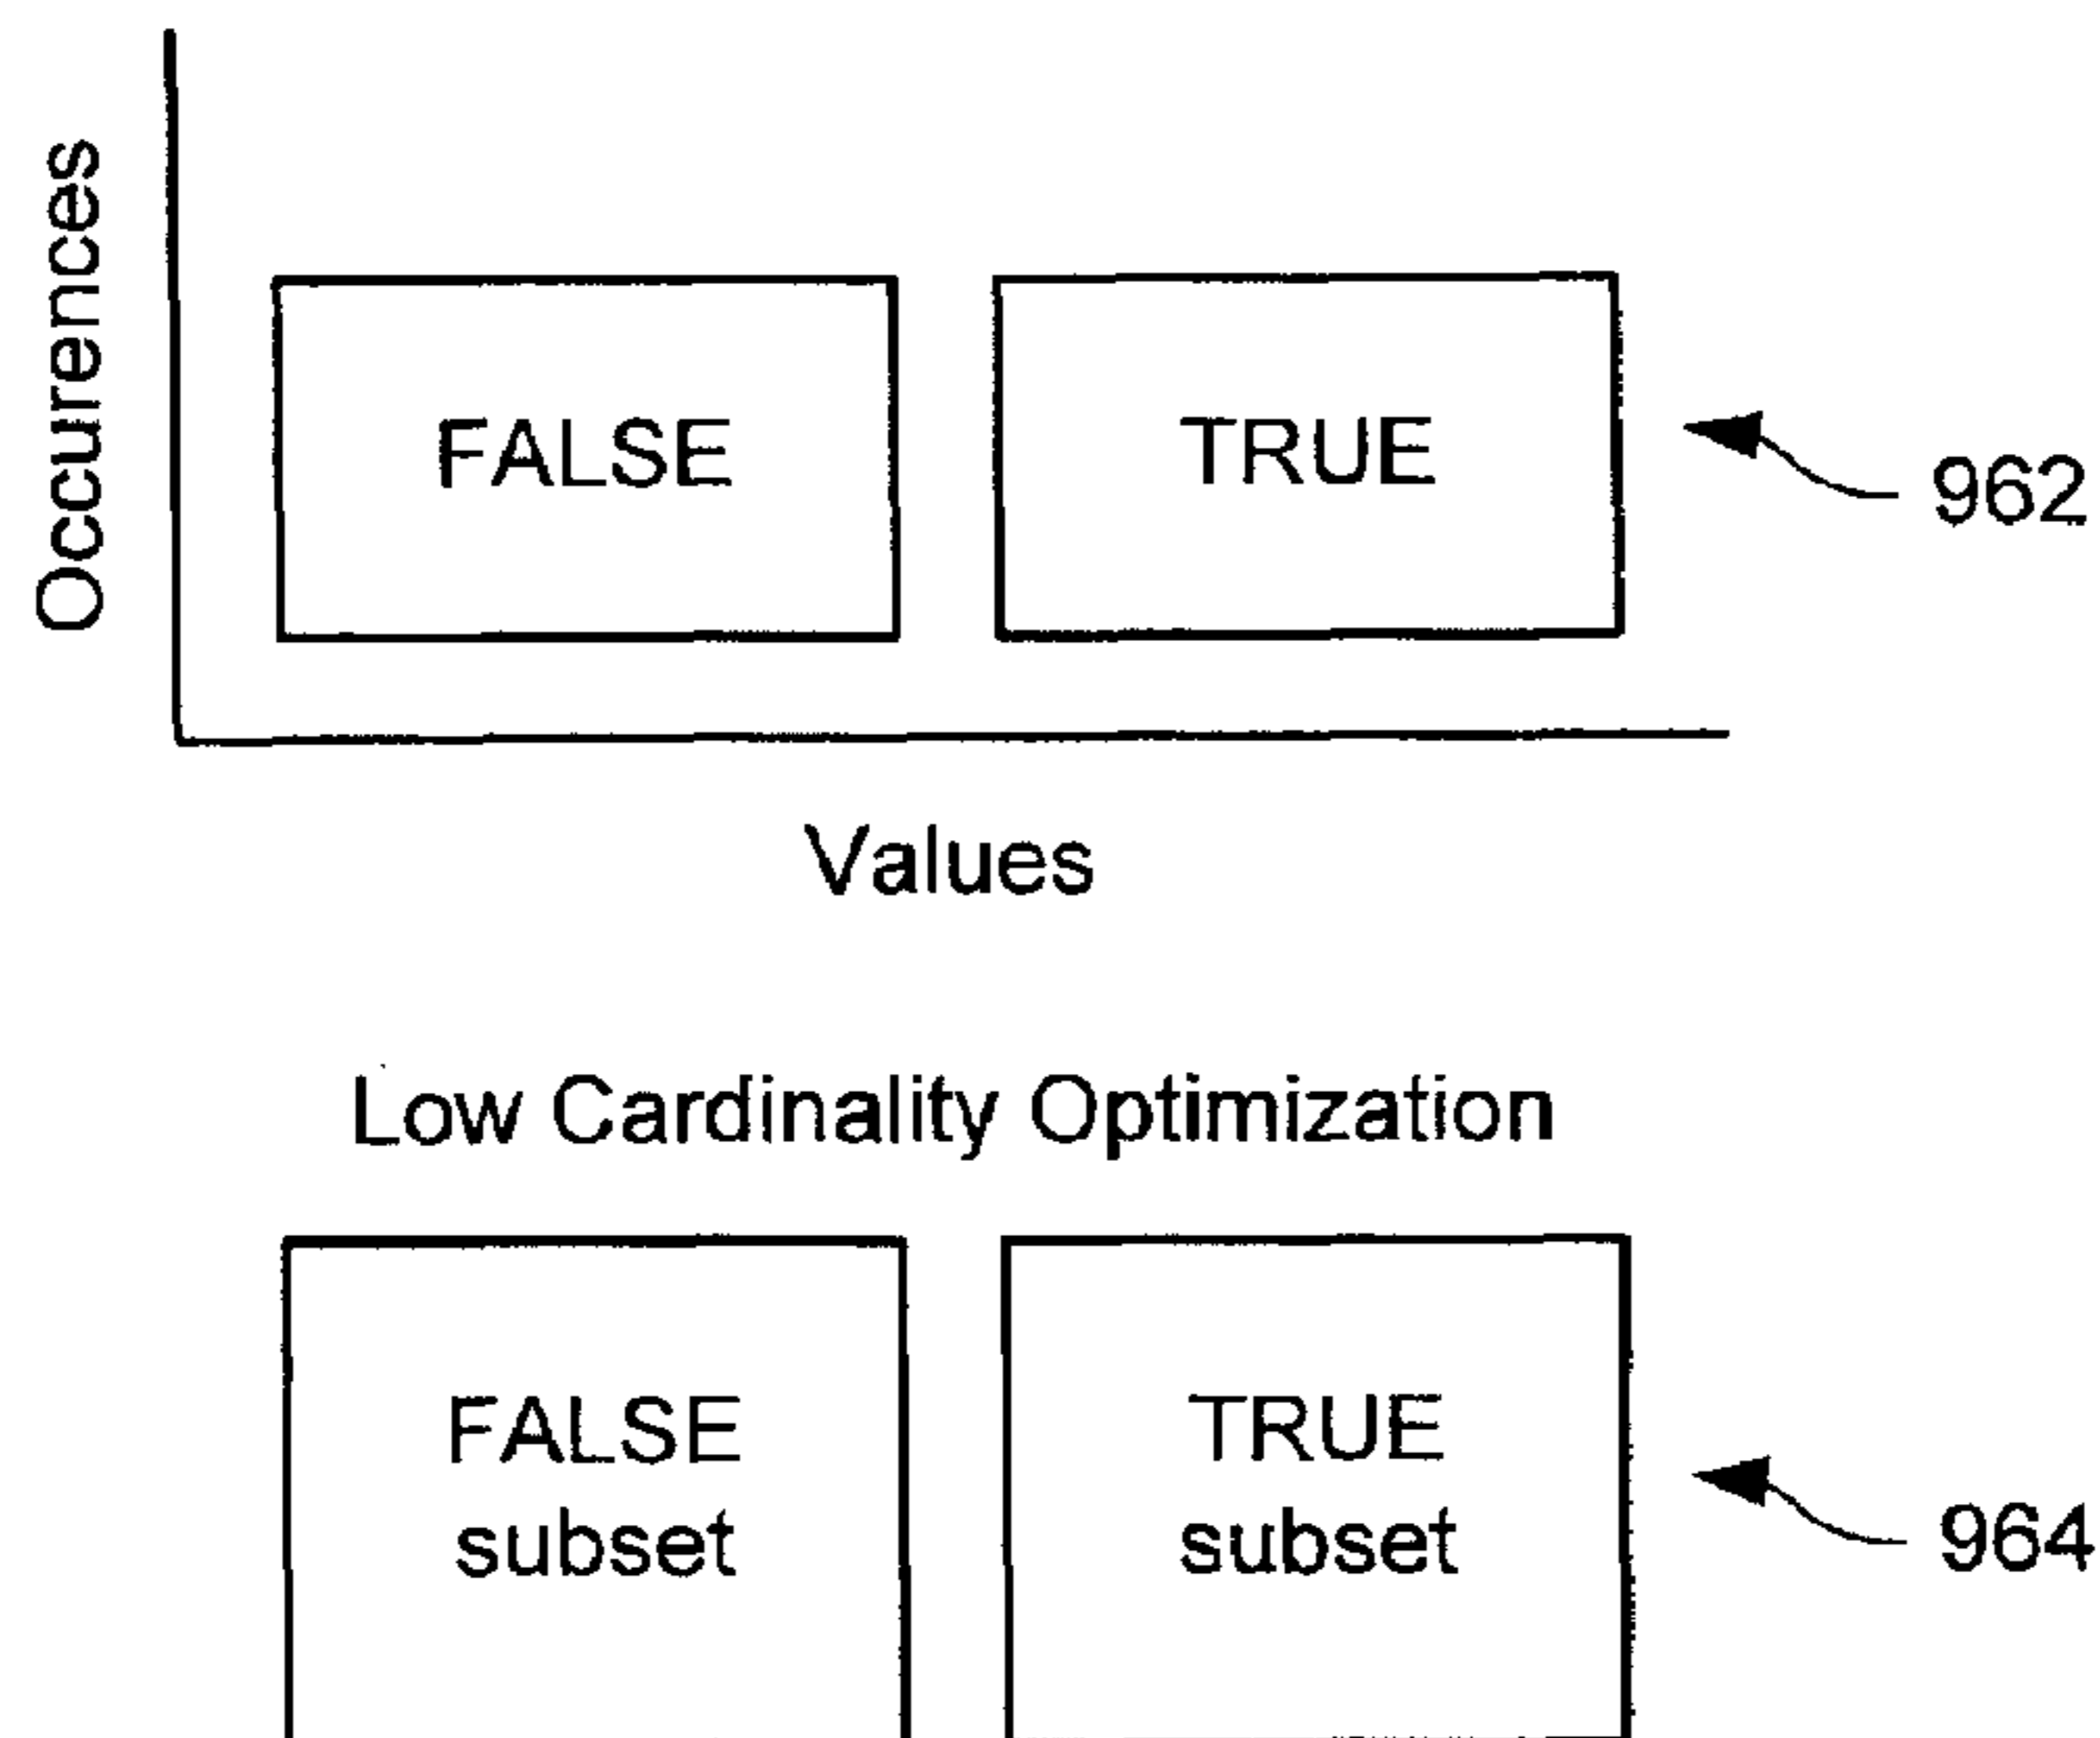 Occurences
FALSE
TRUE
962
Values
Low Cardinality Optimization
FALSE
subset
TRUE
subset
964